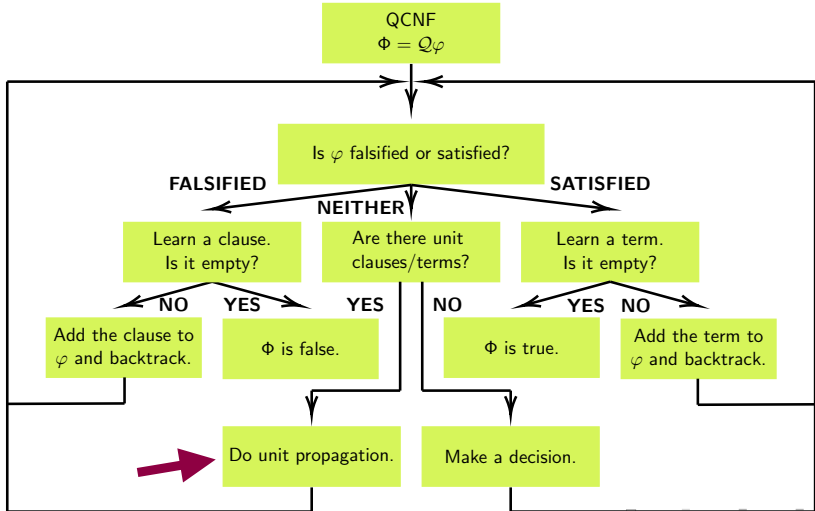 QCNF
Φ = 𝒬φ
Is φ falsified or satisfied?
FALSIFIED
NEITHER
SATISFIED
Learn a clause.
Is it empty?
Are there unit
clauses/terms?
Learn a term.
Is it empty?
NO
YES
YES
NO
YES
NO
Add the clause to
φ and backtrack.
Φ is false.
Φ is true.
Add the term to
φ and backtrack.
Do unit propagation.
Make a decision.